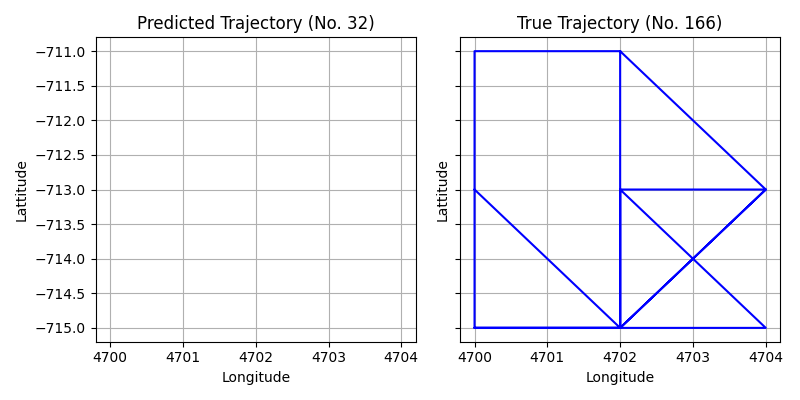 Predicted Trajectory (No. 32)
True Trajectory (No. 166)
−711.0
−711.5
−712.0
−712.5
−713.0
−713.5
−714.0
−714.5
−715.0
Lattitude
Lattitude
4700 4701 4702 4703 4704
4700 4701 4702 4703 4704
Longitude
Longitude